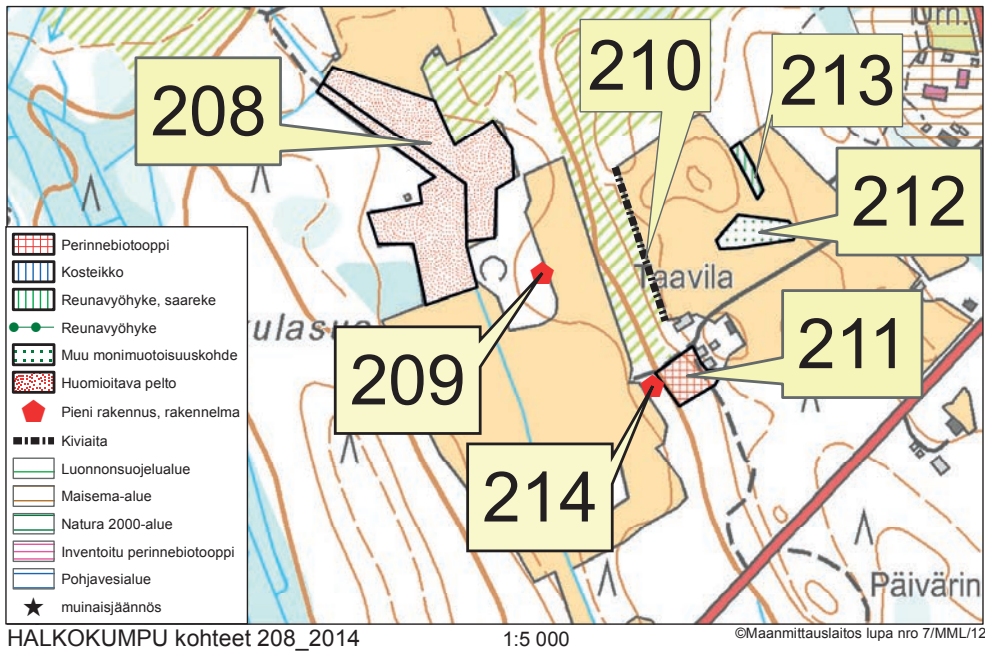 208
210
213
212
Taavila
209
211
214
Päivärin
Perinnebiotooppi
Kosteikko
Reunavyöhyke, saareke
Reunavyöhyke
Muu monimuotoisuuskohde
Huomioitava pelto
Pieni rakennus, rakennelma
Kiviaita
Luonnonsuojelualue
Maisema-alue
Natura 2000-alue
Inventoitu perinnebiotooppi
Pohjavesialue
muinaisjäännös
HALKOKUMPU kohteet 208_2014
1:5 000
©Maanmittauslaitos lupa nro 7/MML/12